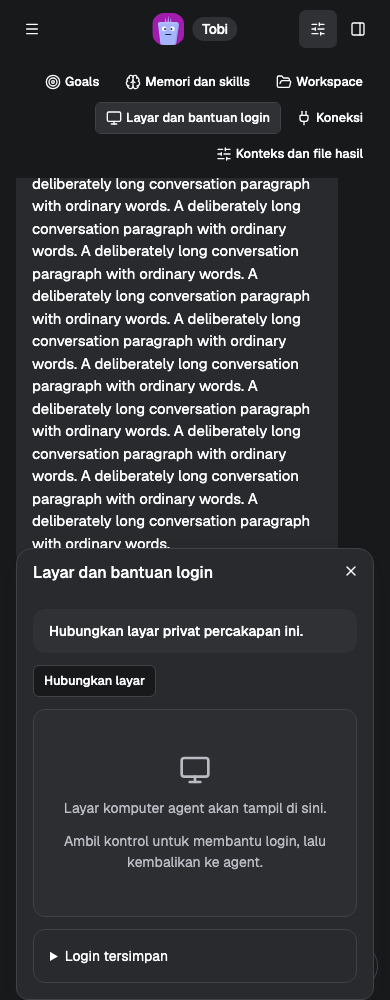 Tobi
Goals
Memori dan skills
Workspace
Layar dan bantuan login
Koneksi
Konteks dan file hasil
deliberately long conversation paragraph
with ordinary words. A deliberately long
conversation paragraph with ordinary
words. A deliberately long conversation
paragraph with ordinary words. A
deliberately long conversation paragraph
with ordinary words. A deliberately long
conversation paragraph with ordinary
words. A deliberately long conversation
paragraph with ordinary words. A
deliberately long conversation paragraph
with ordinary words. A deliberately long
conversation paragraph with ordinary
words. A deliberately long conversation
paragraph with ordinary words. A
deliberately long conversation paragraph
with ordinary words.
Layar dan bantuan login
Hubungkan layar privat percakapan ini.
Hubungkan layar
Layar komputer agent akan tampil di sini.
Ambil kontrol untuk membantu login, lalu
kembalikan ke agent.
Login tersimpan